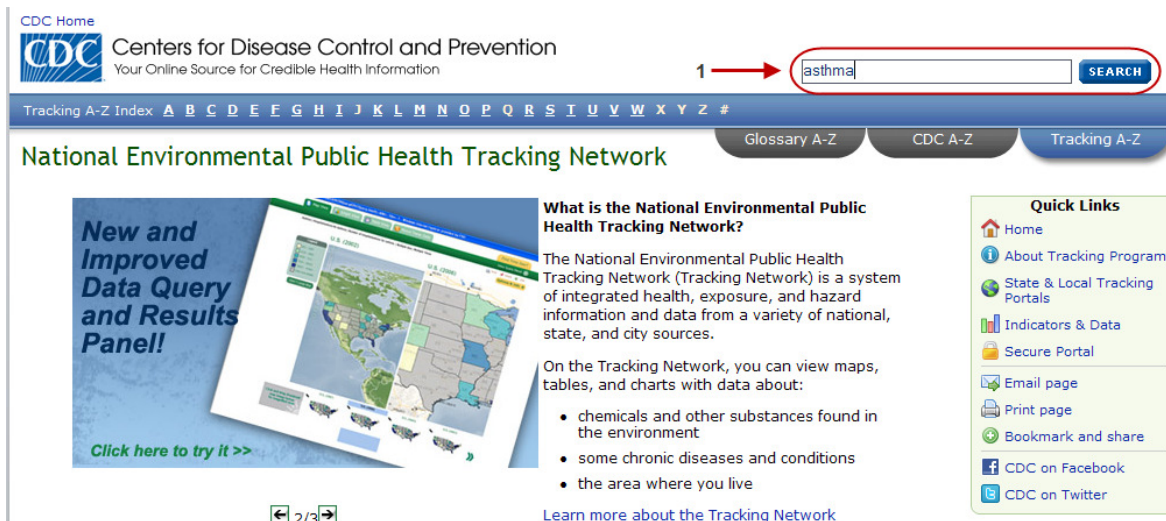 CDC Home
CDC
Centers for Disease Control and Prevention
Your Online Source for Credible Health Information
1
asthma
SEARCH
Tracking A-Z Index A B C D E F G H I J K L M N O P Q R S T U V W X Y Z #
Glossary A-Z
CDC A-Z
Tracking A-Z
National Environmental Public Health Tracking Network
New and
Improved
Data Query
and Results
Panel!
U.S. (2002)
U.S. (2006)
Click here to try it >>
2/3
What is the National Environmental Public
Health Tracking Network?
The National Environmental Public Health
Tracking Network (Tracking Network) is a system
of integrated health, exposure, and hazard
information and data from a variety of national,
state, and city sources.
On the Tracking Network, you can view maps,
tables, and charts with data about:
• chemicals and other substances found in
the environment
• some chronic diseases and conditions
• the area where you live
Learn more about the Tracking Network
Quick Links
Home
About Tracking Program
State & Local Tracking
Portals
Indicators & Data
Secure Portal
Email page
Print page
Bookmark and share
CDC on Facebook
CDC on Twitter